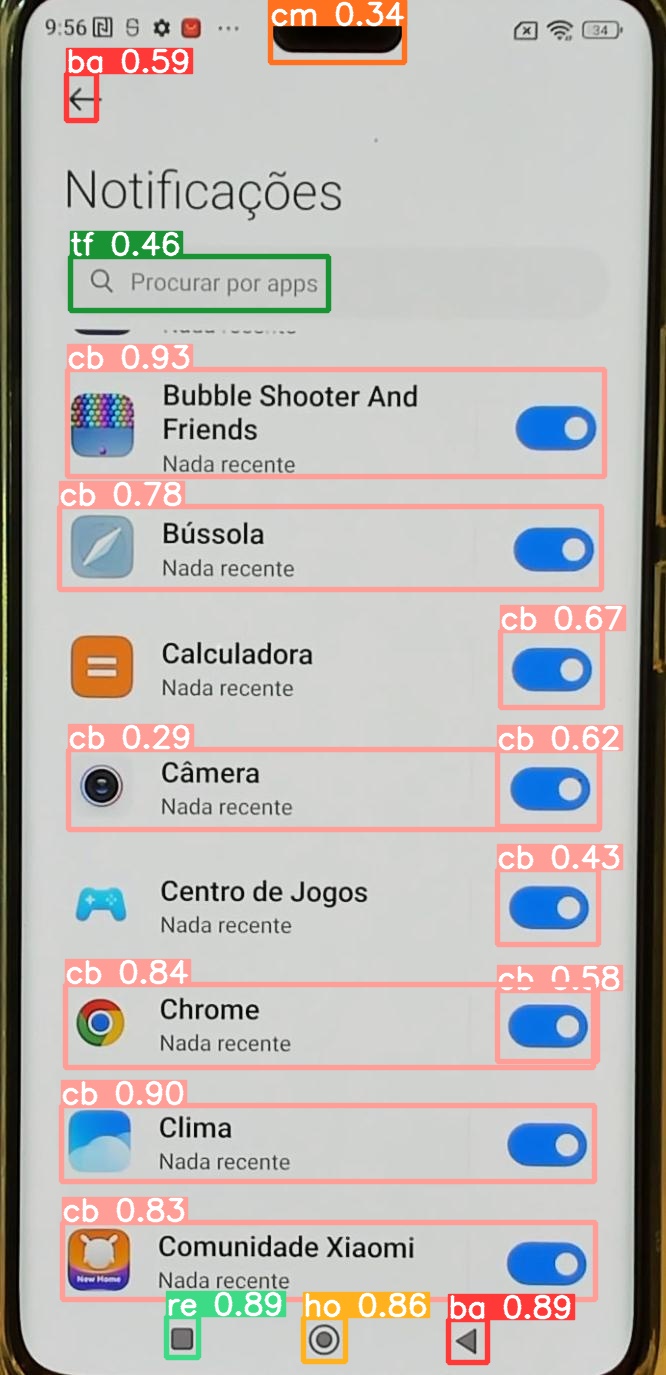 cm 0.34
9:56
34
ba 0.59
Notificações
tf 0.46
Procurar por apps
cb 0.93
Bubble Shooter And
Friends
Nada recente
cb 0.78
Bússola
Nada recente
cb 0.67
Calculadora
Nada recente
cb 0.29
cb 0.62
Câmera
Nada recente
cb 0.43
Centro de Jogos
Nada recente
cb 0.84
cb 0.58
Chrome
Nada recente
cb 0.90
Clima
Nada recente
cb 0.83
Comunidade Xiaomi
New Home
Nada recente
re 0.89
ho 0.86
ba 0.89